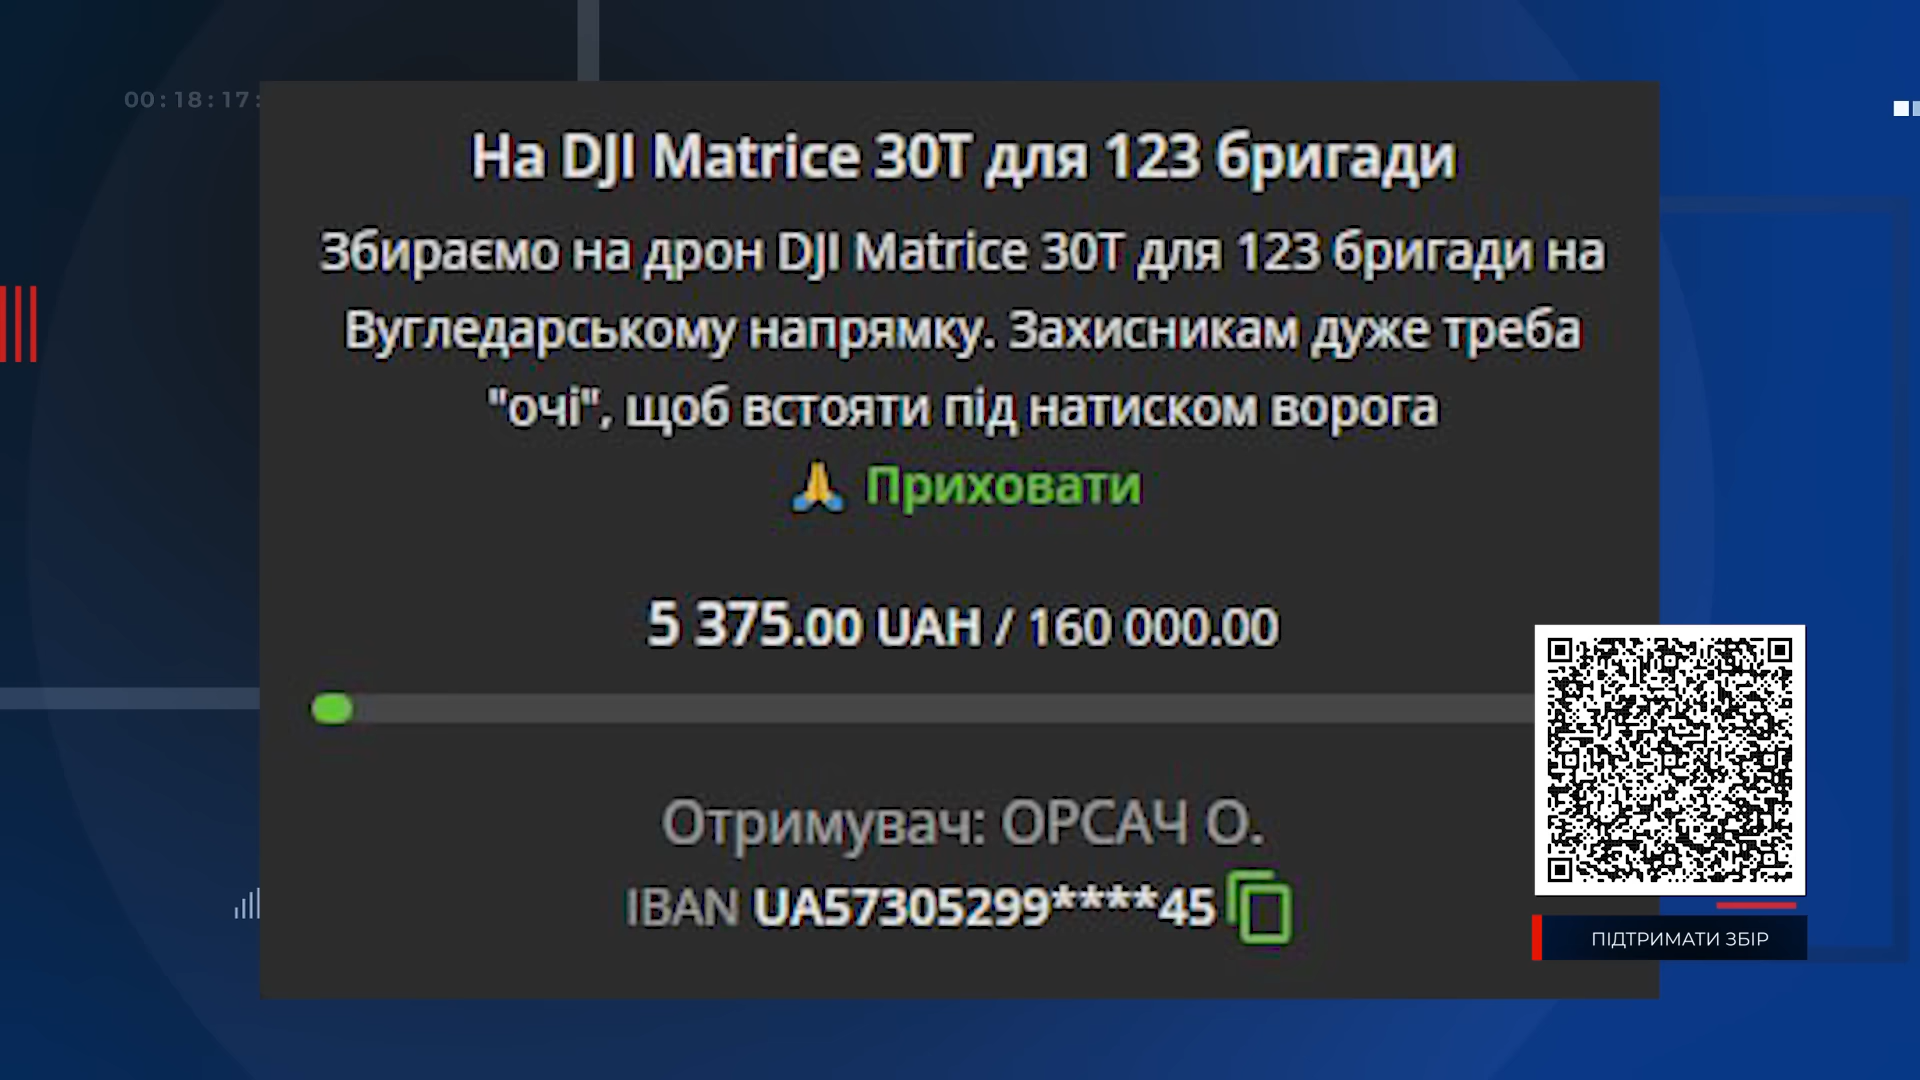 00:18:17:
На DJI Matrice 30T для 123 бригади
Збираємо на дрон DJI Matrice 30T для 123 бригади на
Вугледарському напрямку. Захисникам дуже треба
"очі", щоб встояти під натиском ворога
🙏 Приховати
5 375.00 UAH / 160 000.00
Отримувач: ОРСАЧ О.
IBAN UA57305299****45
ПІДТРИМАТИ ЗБІР